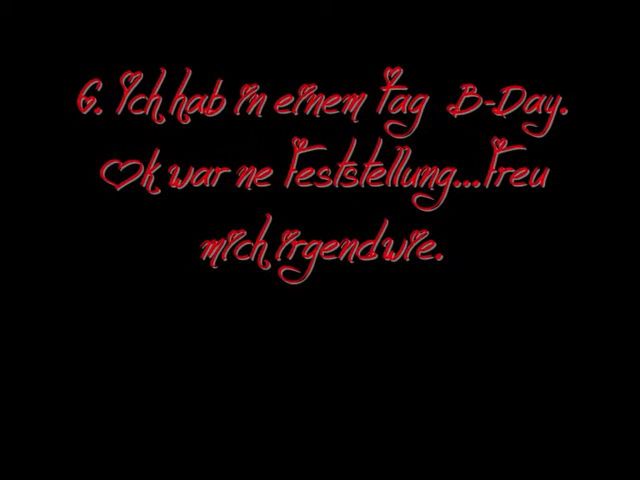 6. Ich hab in einem Tag B-Day.
Ok war ne Feststellung...Freu
mich irgendwie.